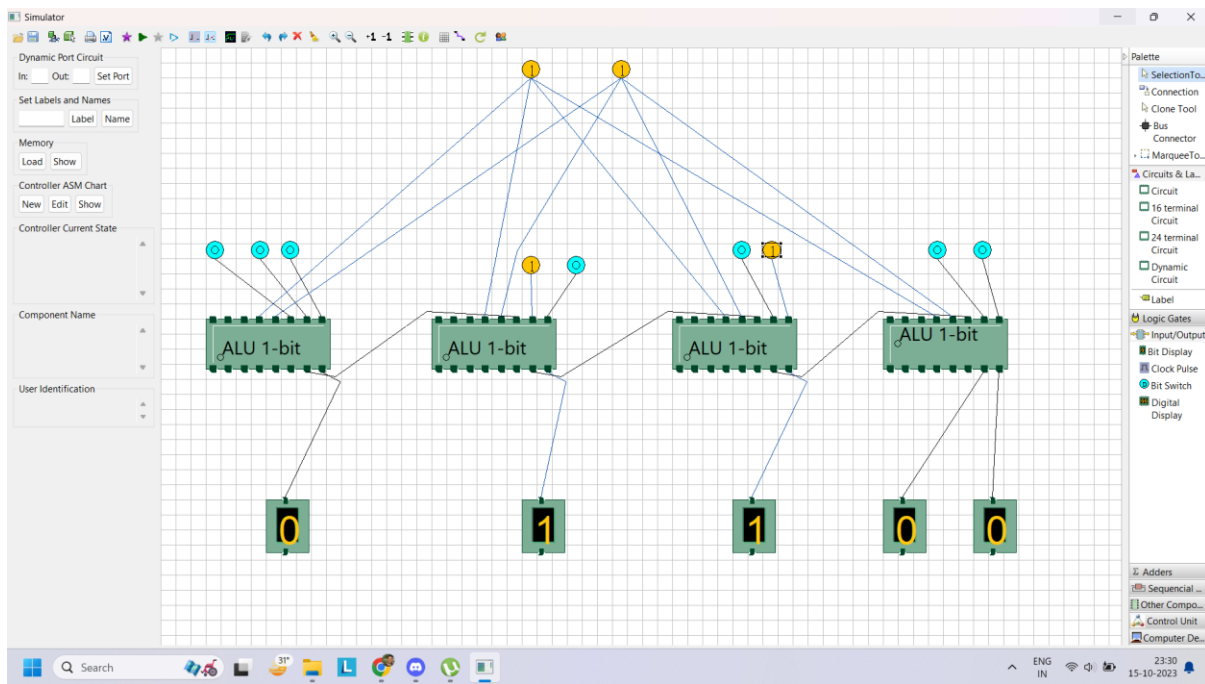 Simulator
+1 -1
Dynamic Port Circuit
In: Out: Set Port
Set Labels and Names
Label Name
Memory
Load Show
Controller ASM Chart
New Edit Show
Controller Current State
Component Name
User Identification
1 1
1
1
ALU 1-bit
ALU 1-bit
ALU 1-bit
ALU 1-bit
0
1
1
0
0
Palette
SelectionTo...
Connection
Clone Tool
Bus
Connector
MarqueeTo...
Circuits & La...
Circuit
16 terminal
Circuit
24 terminal
Circuit
Dynamic
Circuit
Label
Logic Gates
Input/Output
Bit Display
Clock Pulse
Bit Switch
Digital
Display
Adders
Sequencial ...
Other Compo...
Control Unit
Computer De...
Search
31°
L
ENG
IN
23:30
15-10-2023